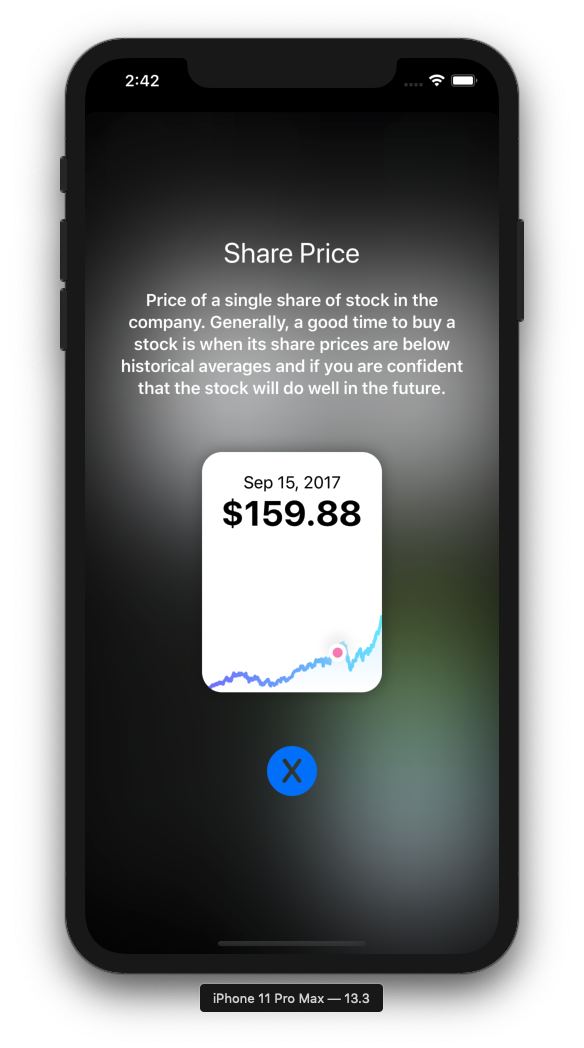 2:42
Share Price
Price of a single share of stock in the
company. Generally, a good time to buy a
stock is when its share prices are below
historical averages and if you are confident
that the stock will do well in the future.
Sep 15, 2017
$159.88
X
iPhone 11 Pro Max — 13.3